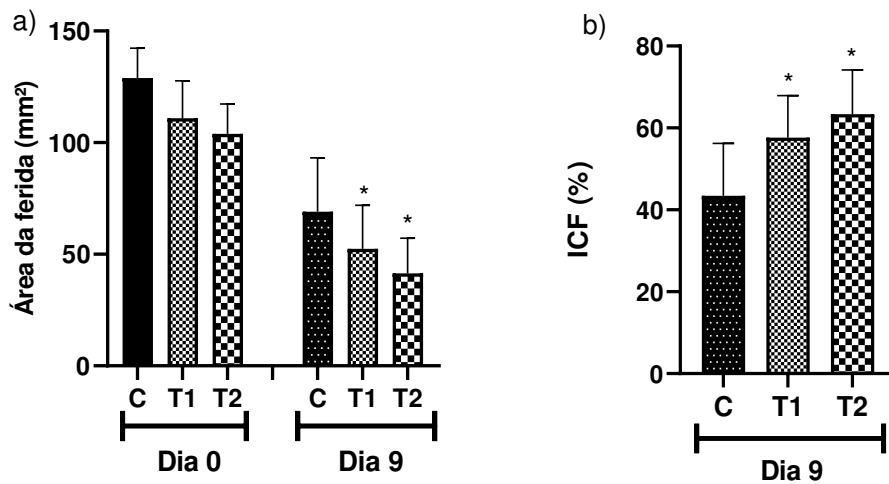 a)
Área da ferida (mm²)
150
100
50
0
*
*
C T1 T2 C T1 T2
Dia 0 Dia 9
b)
ICF (%)
80
60
40
20
0
*
*
C T1 T2
Dia 9